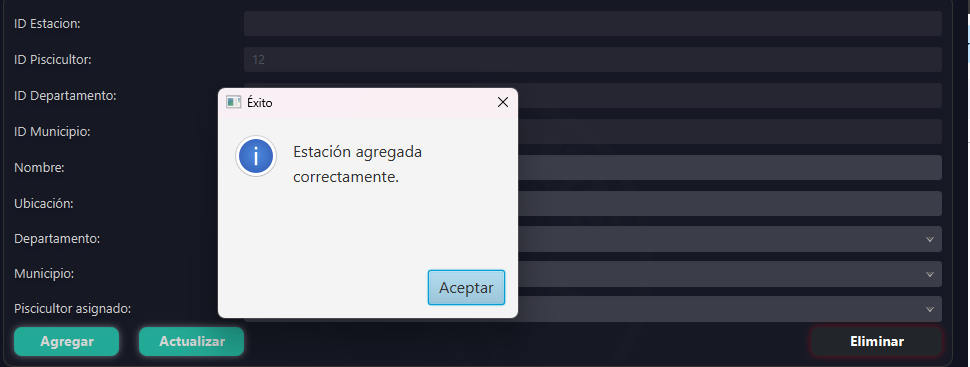 ID Estacion:
ID Piscicultor: 12
ID Departamento:
ID Municipio:
Nombre:
Ubicación:
Departamento:
Municipio:
Piscicultor asignado:
Éxito
Estación agregada
correctamente.
Aceptar
Agregar Actualizar Eliminar